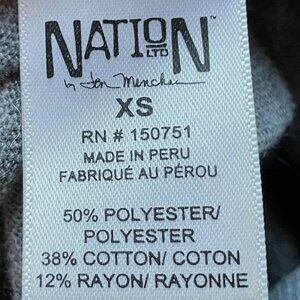 NATION
LTD
by Jen Menchaca
XS
RN # 150751
MADE IN PERU
FABRIQUÉ AU PÉROU
50% POLYESTER/
POLYESTER
38% COTTON/ COTON
12% RAYON/ RAYONNE